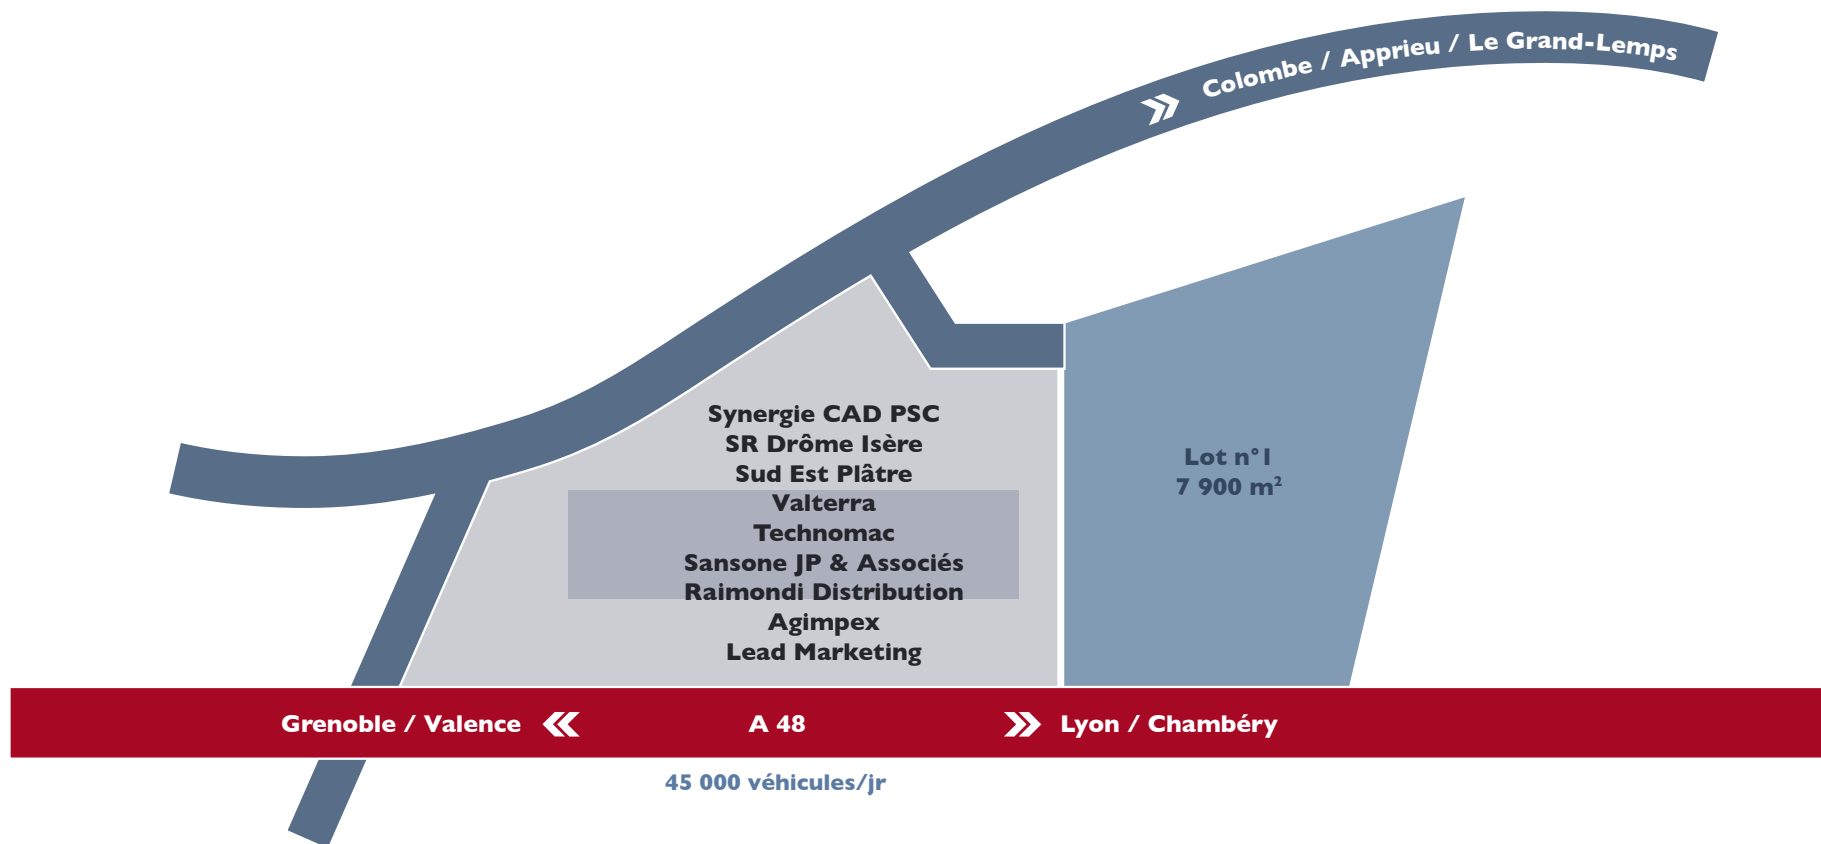 Colombe / Apprieu / Le Grand-Lemps
Synergie CAD PSC
SR Drôme Isère
Sud Est Plâtre
Valterra
Technomac
Sansone JP & Associés
Raimondi Distribution
Agimpex
Lead Marketing
Lot n°1
7 900 m²
Grenoble / Valence
A 48
Lyon / Chambéry
45 000 véhicules/jr